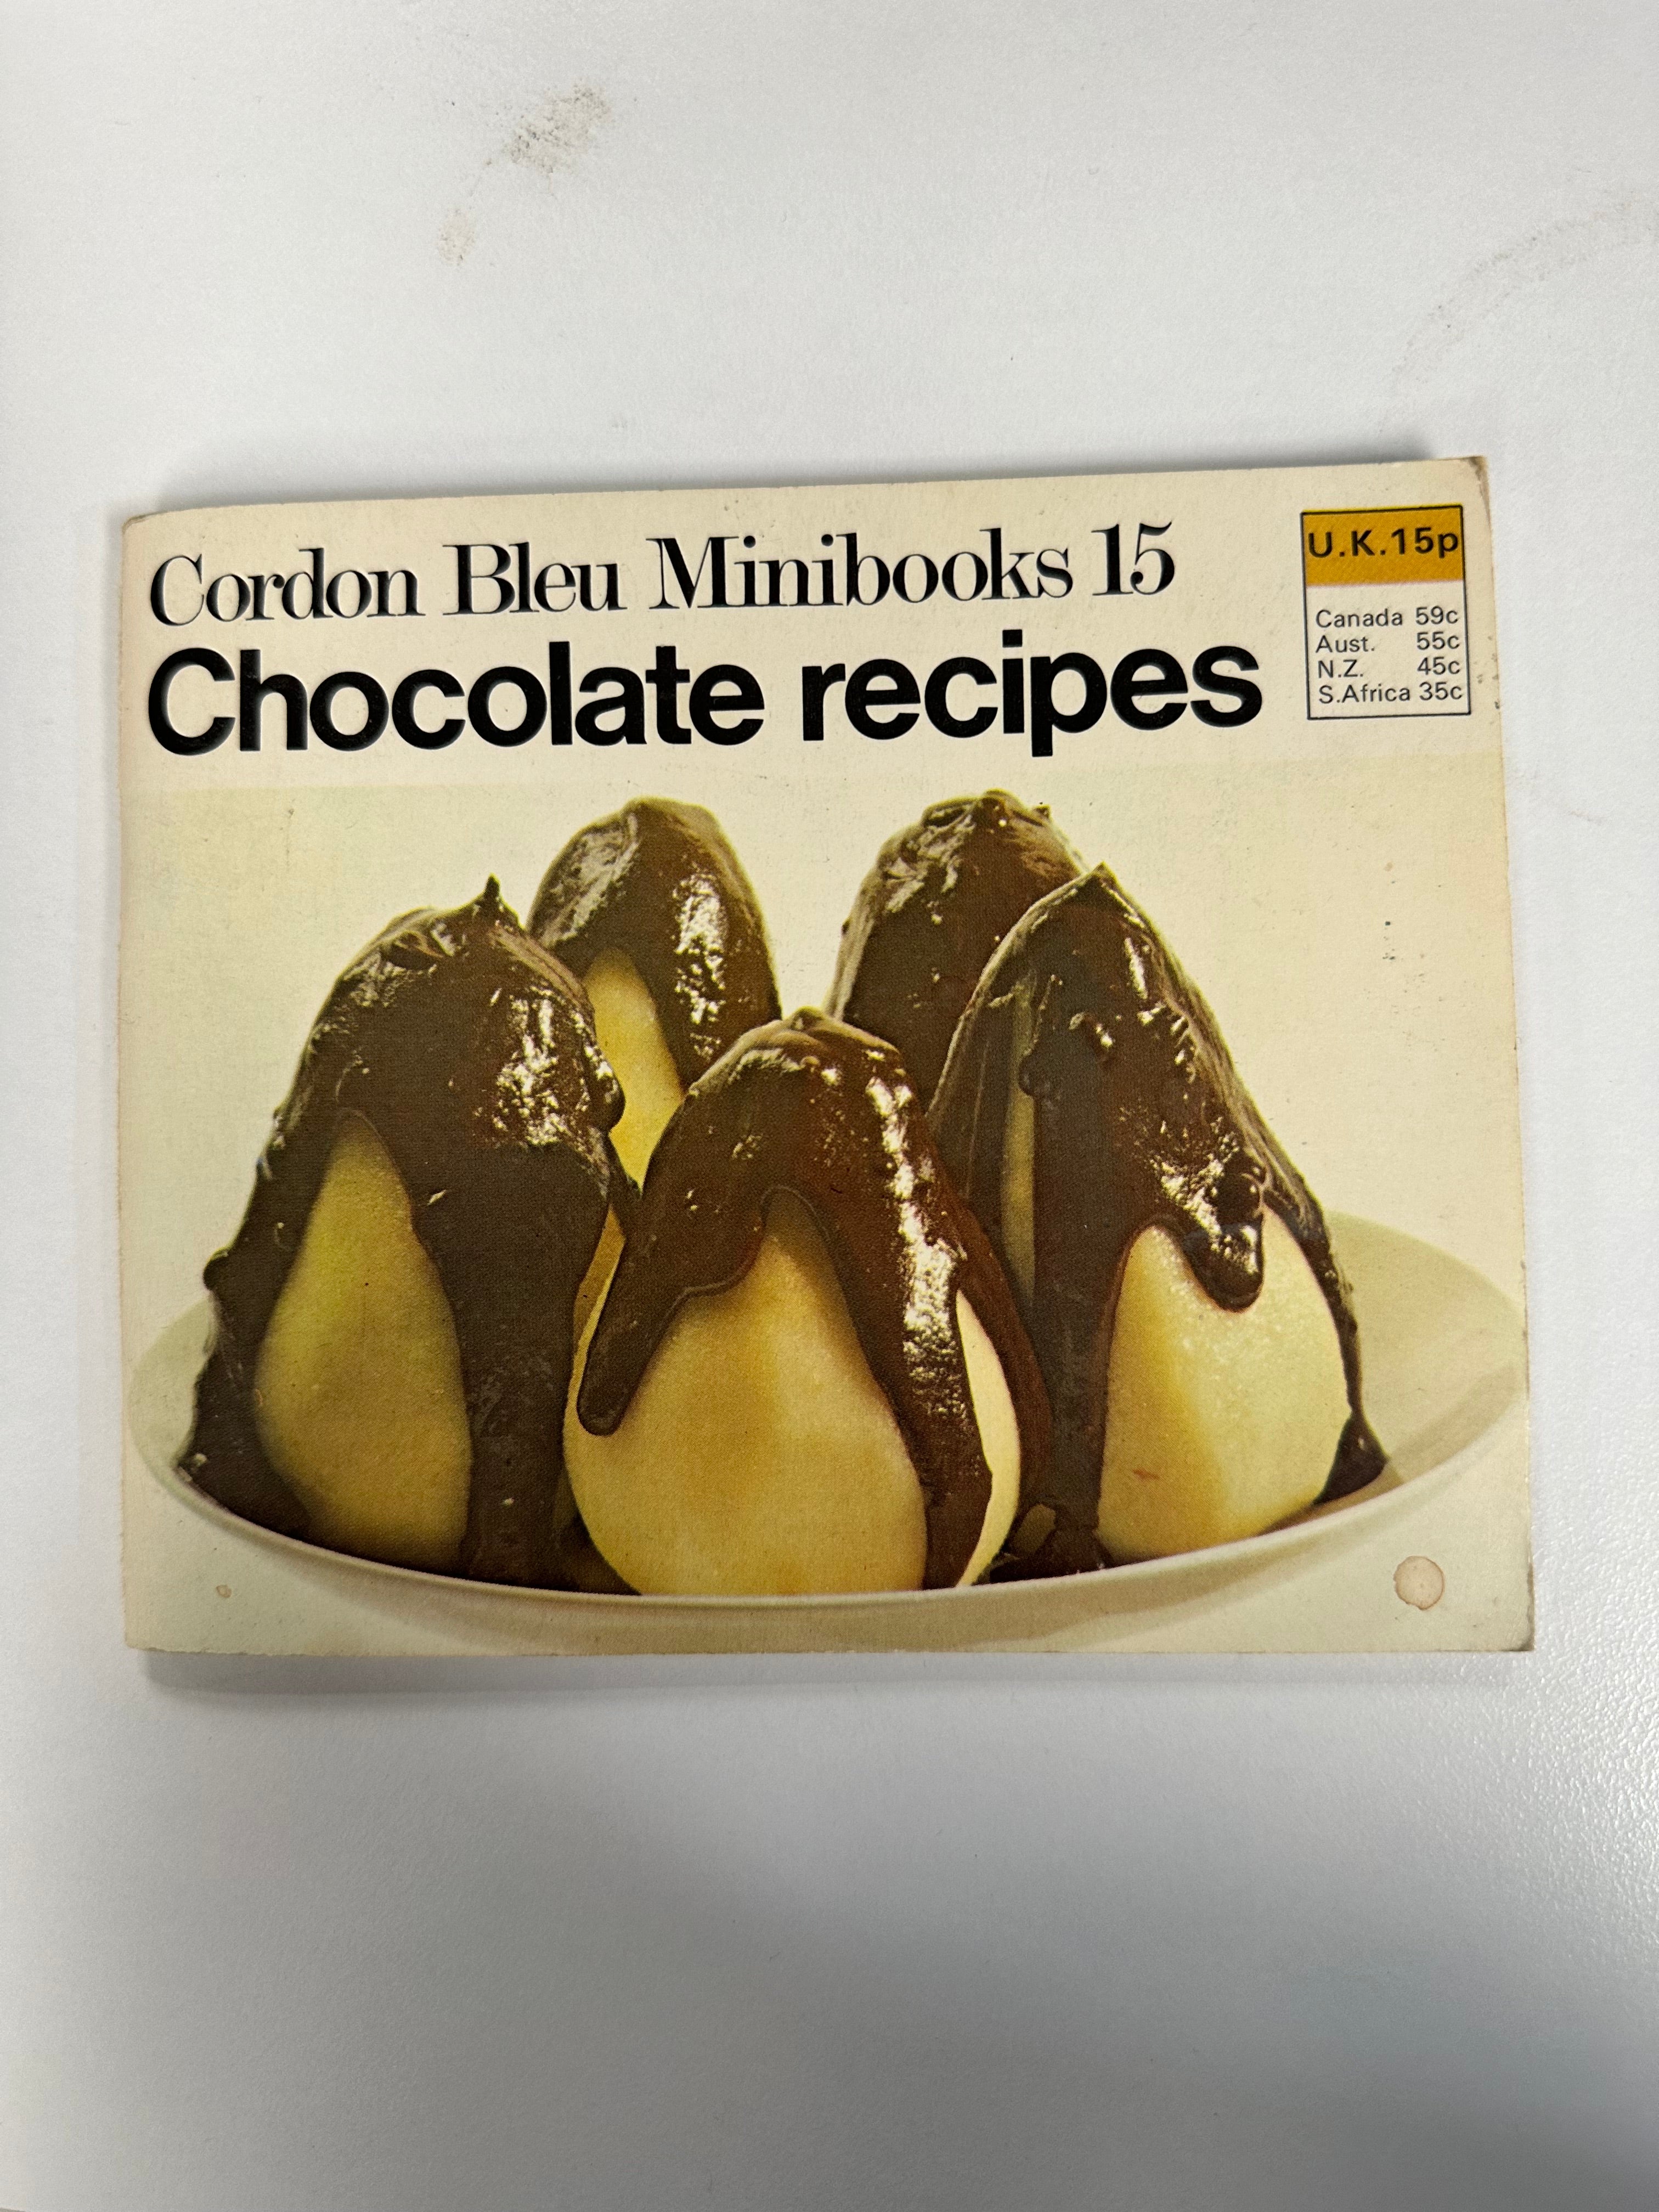 Cordon Bleu Minibooks 15
Chocolate recipes
U.K.15p
Canada 59c
Aust. 55c
N.Z. 45c
S.Africa 35c